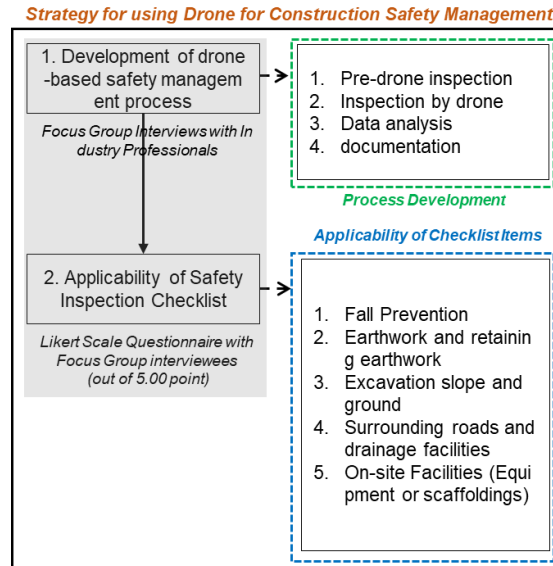 Strategy for using Drone for Construction Safety Management
1. Development of drone
-based safety managem
ent process
Focus Group Interviews with In
dustry Professionals
1. Pre-drone inspection
2. Inspection by drone
3. Data analysis
4. documentation
Process Development
Applicability of Checklist Items
2. Applicability of Safety
Inspection Checklist
Likert Scale Questionnaire with
Focus Group interviewees
(out of 5.00 point)
1. Fall Prevention
2. Earthwork and retainin
g earthwork
3. Excavation slope and
ground
4. Surrounding roads and
drainage facilities
5. On-site Facilities (Equi
pment or scaffoldings)